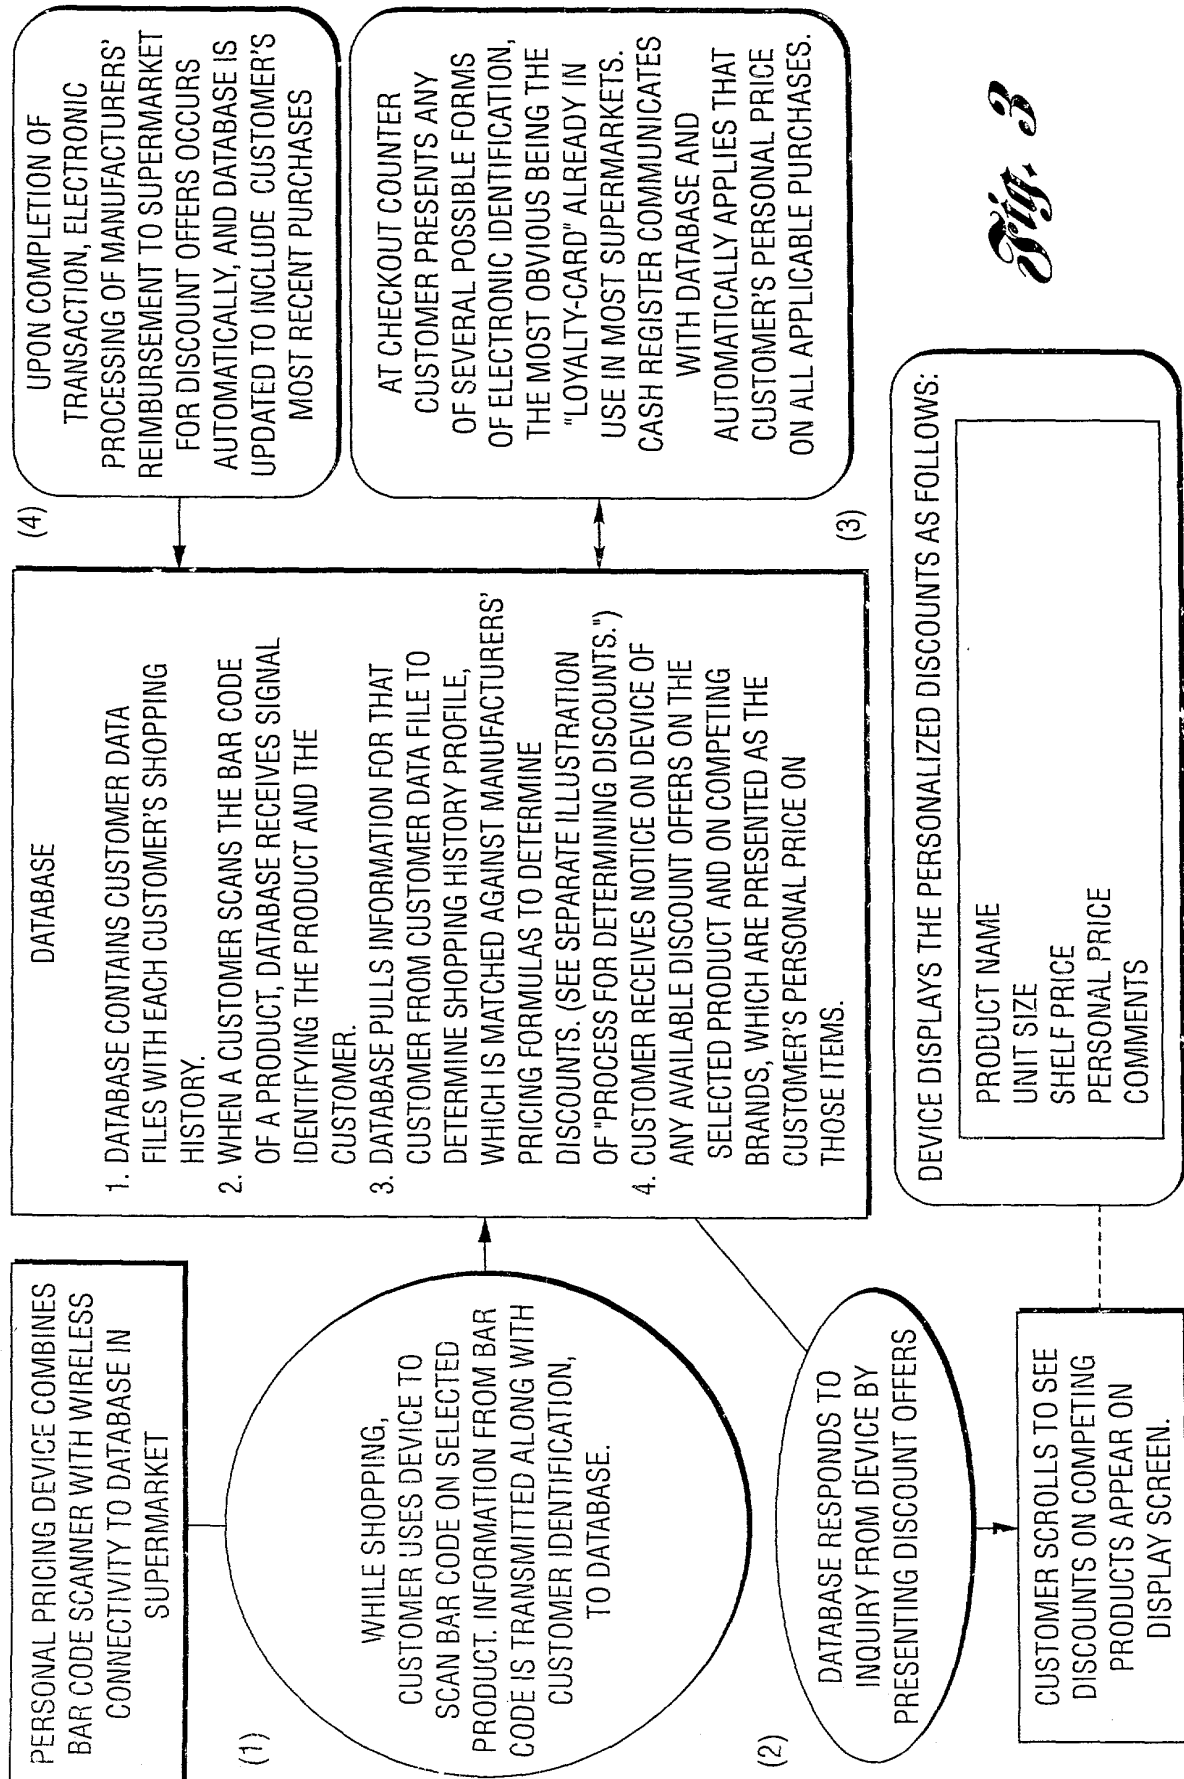 PERSONAL PRICING DEVICE COMBINES
BAR CODE SCANNER WITH WIRELESS
CONNECTIVITY TO DATABASE IN
SUPERMARKET
(1)
WHILE SHOPPING,
CUSTOMER USES DEVICE TO
SCAN BAR CODE ON SELECTED
PRODUCT. INFORMATION FROM BAR
CODE IS TRANSMITTED ALONG WITH
CUSTOMER IDENTIFICATION,
TO DATABASE.
(2)
DATABASE RESPONDS TO
INQUIRY FROM DEVICE BY
PRESENTING DISCOUNT OFFERS
CUSTOMER SCROLLS TO SEE
DISCOUNTS ON COMPETING
PRODUCTS APPEAR ON
DISPLAY SCREEN.
DATABASE
1. DATABASE CONTAINS CUSTOMER DATA
FILES WITH EACH CUSTOMER'S SHOPPING
HISTORY.
2. WHEN A CUSTOMER SCANS THE BAR CODE
OF A PRODUCT, DATABASE RECEIVES SIGNAL
IDENTIFYING THE PRODUCT AND THE
CUSTOMER.
3. DATABASE PULLS INFORMATION FOR THAT
CUSTOMER FROM CUSTOMER DATA FILE TO
DETERMINE SHOPPING HISTORY PROFILE,
WHICH IS MATCHED AGAINST MANUFACTURERS'
PRICING FORMULAS TO DETERMINE
DISCOUNTS. (SEE SEPARATE ILLUSTRATION
OF "PROCESS FOR DETERMINING DISCOUNTS.")
4. CUSTOMER RECEIVES NOTICE ON DEVICE OF
ANY AVAILABLE DISCOUNT OFFERS ON THE
SELECTED PRODUCT AND ON COMPETING
BRANDS, WHICH ARE PRESENTED AS THE
CUSTOMER'S PERSONAL PRICE ON
THOSE ITEMS.
DEVICE DISPLAYS THE PERSONALIZED DISCOUNTS AS FOLLOWS:
PRODUCT NAME
UNIT SIZE
SHELF PRICE
PERSONAL PRICE
COMMENTS
(4)
UPON COMPLETION OF
TRANSACTION, ELECTRONIC
PROCESSING OF MANUFACTURERS'
REIMBURSEMENT TO SUPERMARKET
FOR DISCOUNT OFFERS OCCURS
AUTOMATICALLY, AND DATABASE IS
UPDATED TO INCLUDE CUSTOMER'S
MOST RECENT PURCHASES
(3)
AT CHECKOUT COUNTER
CUSTOMER PRESENTS ANY
OF SEVERAL POSSIBLE FORMS
OF ELECTRONIC IDENTIFICATION,
THE MOST OBVIOUS BEING THE
"LOYALTY-CARD" ALREADY IN
USE IN MOST SUPERMARKETS.
CASH REGISTER COMMUNICATES
WITH DATABASE AND
AUTOMATICALLY APPLIES THAT
CUSTOMER'S PERSONAL PRICE
ON ALL APPLICABLE PURCHASES.
Fig. 3